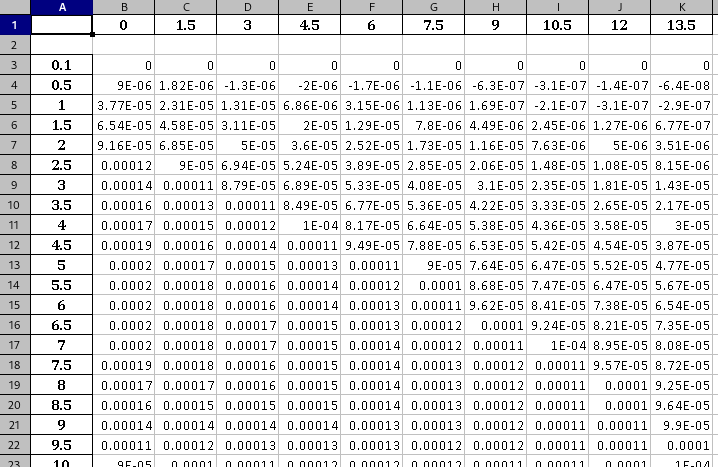 A B C D E F G H I J K
1 0 1.5 3 4.5 6 7.5 9 10.5 12 13.5
2
3 0.1 0 0 0 0 0 0 0 0 0 0
4 0.5 9E-06 1.82E-06 -1.3E-06 -2E-06 -1.7E-06 -1.1E-06 -6.3E-07 -3.1E-07 -1.4E-07 -6.4E-08
5 1 3.77E-05 2.31E-05 1.31E-05 6.86E-06 3.15E-06 1.13E-06 1.69E-07 -2.1E-07 -3.1E-07 -2.9E-07
6 1.5 6.54E-05 4.58E-05 3.11E-05 2E-05 1.29E-05 7.8E-06 4.49E-06 2.45E-06 1.27E-06 6.77E-07
7 2 9.16E-05 6.85E-05 5E-05 3.6E-05 2.52E-05 1.73E-05 1.16E-05 7.63E-06 5E-06 3.51E-06
8 2.5 0.00012 9E-05 6.94E-05 5.24E-05 3.89E-05 2.85E-05 2.06E-05 1.48E-05 1.08E-05 8.15E-06
9 3 0.00014 0.00011 8.79E-05 6.89E-05 5.33E-05 4.08E-05 3.1E-05 2.35E-05 1.81E-05 1.43E-05
10 3.5 0.00016 0.00013 0.00011 8.49E-05 6.77E-05 5.36E-05 4.22E-05 3.33E-05 2.65E-05 2.17E-05
11 4 0.00017 0.00015 0.00012 1E-04 8.17E-05 6.64E-05 5.38E-05 4.36E-05 3.58E-05 3E-05
12 4.5 0.00019 0.00016 0.00014 0.00011 9.49E-05 7.88E-05 6.53E-05 5.42E-05 4.54E-05 3.87E-05
13 5 0.0002 0.00017 0.00015 0.00013 0.00011 9E-05 7.64E-05 6.47E-05 5.52E-05 4.77E-05
14 5.5 0.0002 0.00018 0.00016 0.00014 0.00012 0.0001 8.68E-05 7.47E-05 6.47E-05 5.67E-05
15 6 0.0002 0.00018 0.00016 0.00014 0.00013 0.00011 9.62E-05 8.41E-05 7.38E-05 6.54E-05
16 6.5 0.0002 0.00018 0.00017 0.00015 0.00013 0.00012 0.0001 9.24E-05 8.21E-05 7.35E-05
17 7 0.0002 0.00018 0.00017 0.00015 0.00014 0.00012 0.00011 1E-04 8.95E-05 8.08E-05
18 7.5 0.00019 0.00018 0.00016 0.00015 0.00014 0.00013 0.00012 0.00011 9.57E-05 8.72E-05
19 8 0.00017 0.00017 0.00016 0.00015 0.00014 0.00013 0.00012 0.00011 0.0001 9.25E-05
20 8.5 0.00016 0.00015 0.00015 0.00015 0.00014 0.00013 0.00012 0.00011 0.0001 9.64E-05
21 9 0.00014 0.00014 0.00014 0.00014 0.00013 0.00013 0.00012 0.00011 0.00011 9.9E-05
22 9.5 0.00011 0.00012 0.00013 0.00013 0.00012 0.00012 0.00012 0.00011 0.00011 0.0001
23 10 9E-05 0.0001 0.00011 0.00012 0.00012 0.00012 0.00012 0.00011 0.00011 1E-04